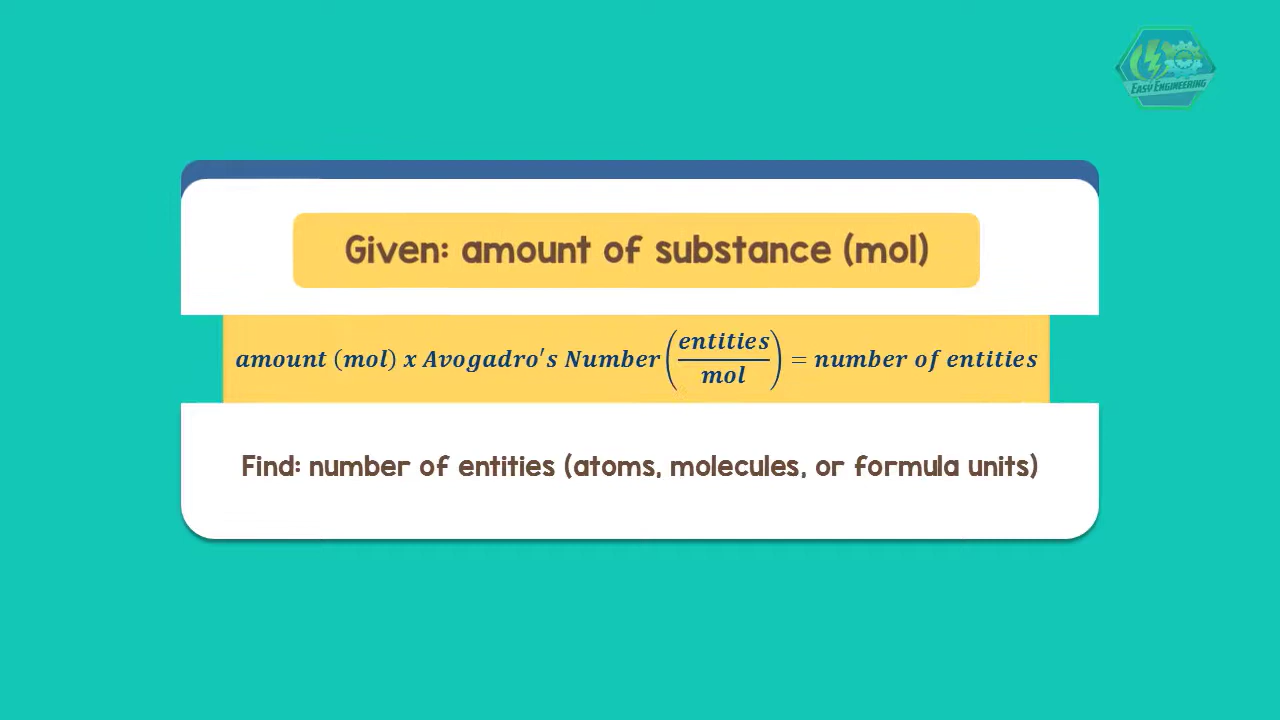 EASY ENGINEERING
Given: amount of substance (mol)
amount (mol) x Avogadro's Number (entities/mol) = number of entities
Find: number of entities (atoms, molecules, or formula units)